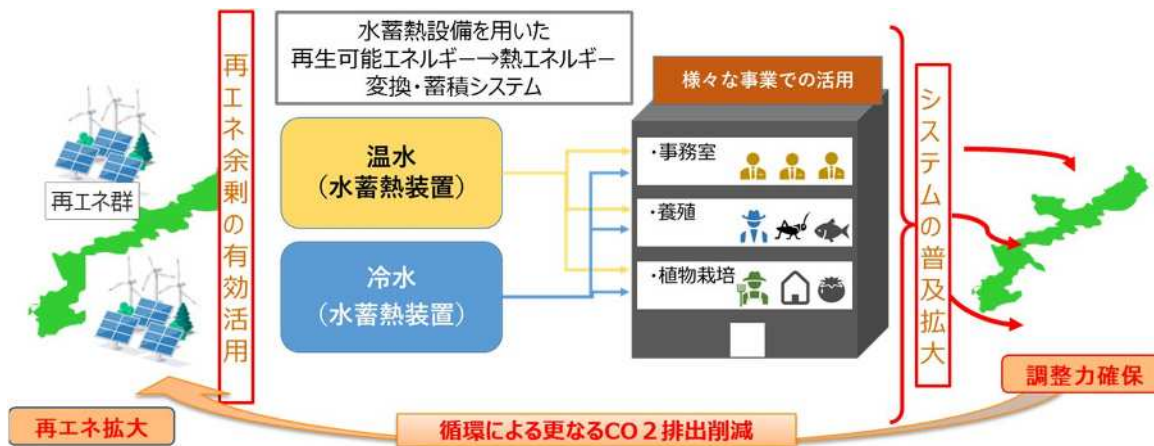 水蓄熱設備を用いた
再生可能エネルギー→熱エネルギー
変換・蓄積システム
再エネ余剰の有効活用
再エネ群
温水
（水蓄熱装置）
冷水
（水蓄熱装置）
様々な事業での活用
・事務室
・養殖
・植物栽培
システムの普及拡大
調整力確保
循環による更なるCO２排出削減
再エネ拡大